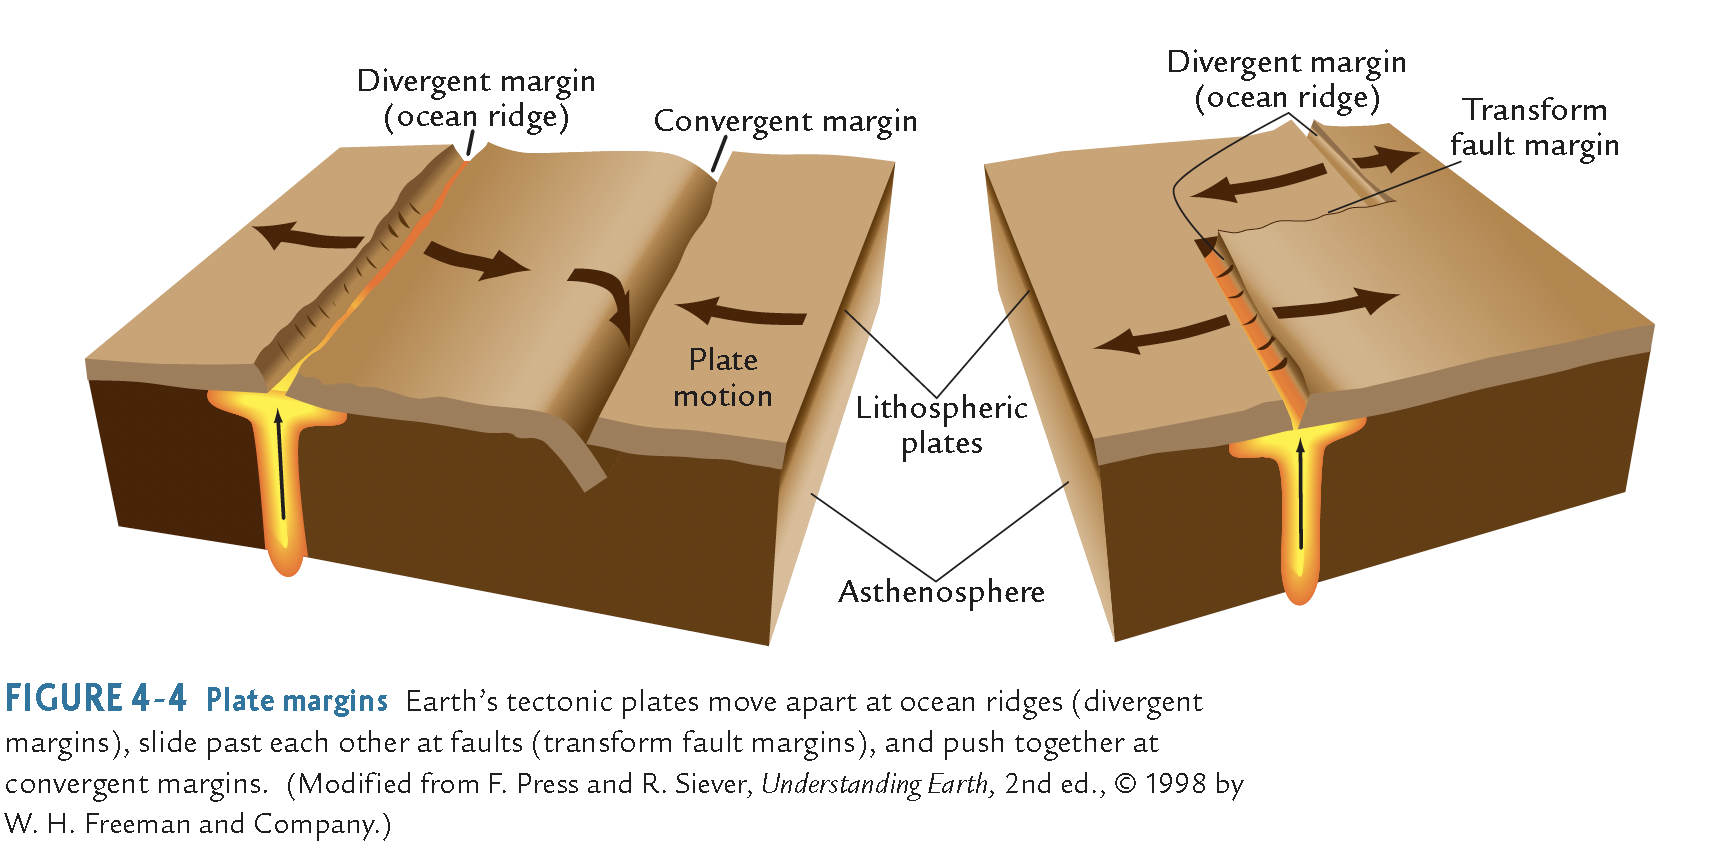 Divergent margin
(ocean ridge)
Convergent margin
Divergent margin
(ocean ridge)
Transform
fault margin
Plate
motion
Lithospheric
plates
Asthenosphere
FIGURE 4-4 Plate margins Earth’s tectonic plates move apart at ocean ridges (divergent
margins), slide past each other at faults (transform fault margins), and push together at
convergent margins. (Modified from F. Press and R. Siever, Understanding Earth, 2nd ed., © 1998 by
W. H. Freeman and Company.)